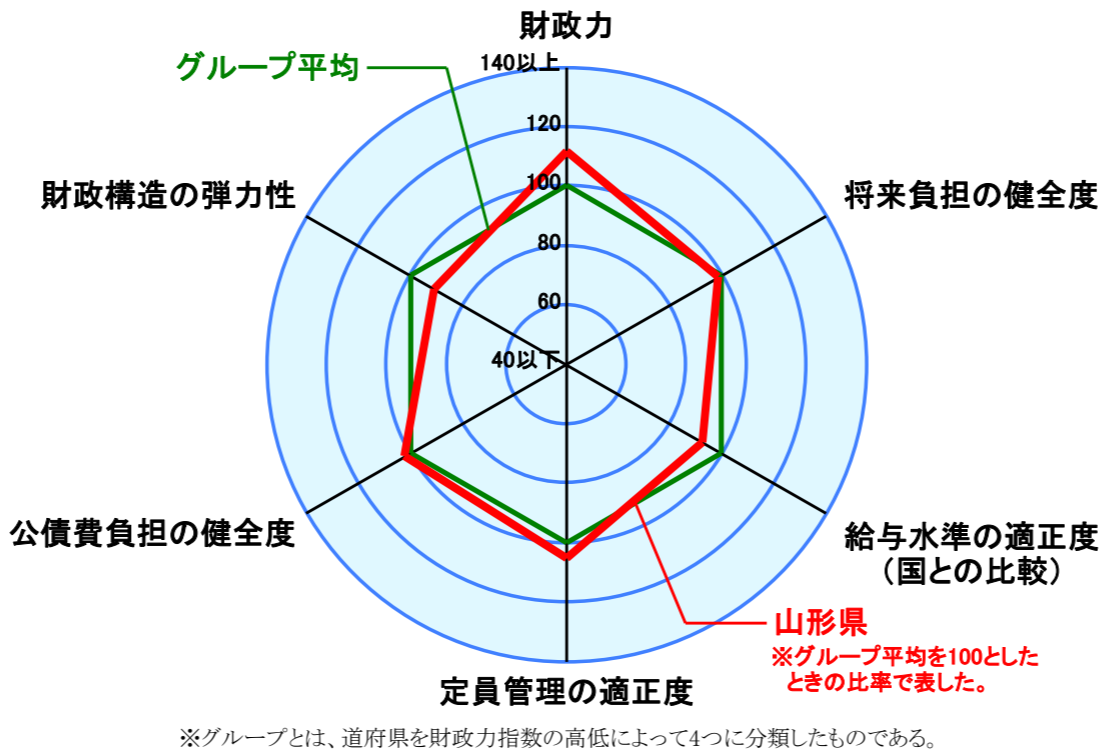 財政力
140以上
グループ平均
120
100
財政構造の弾力性
将来負担の健全度
80
60
40以下
公債費負担の健全度
給与水準の適正度
（国との比較）
山形県
※グループ平均を100とした
ときの比率で表した。
定員管理の適正度
※グループとは、道府県を財政力指数の高低によって4つに分類したものである。